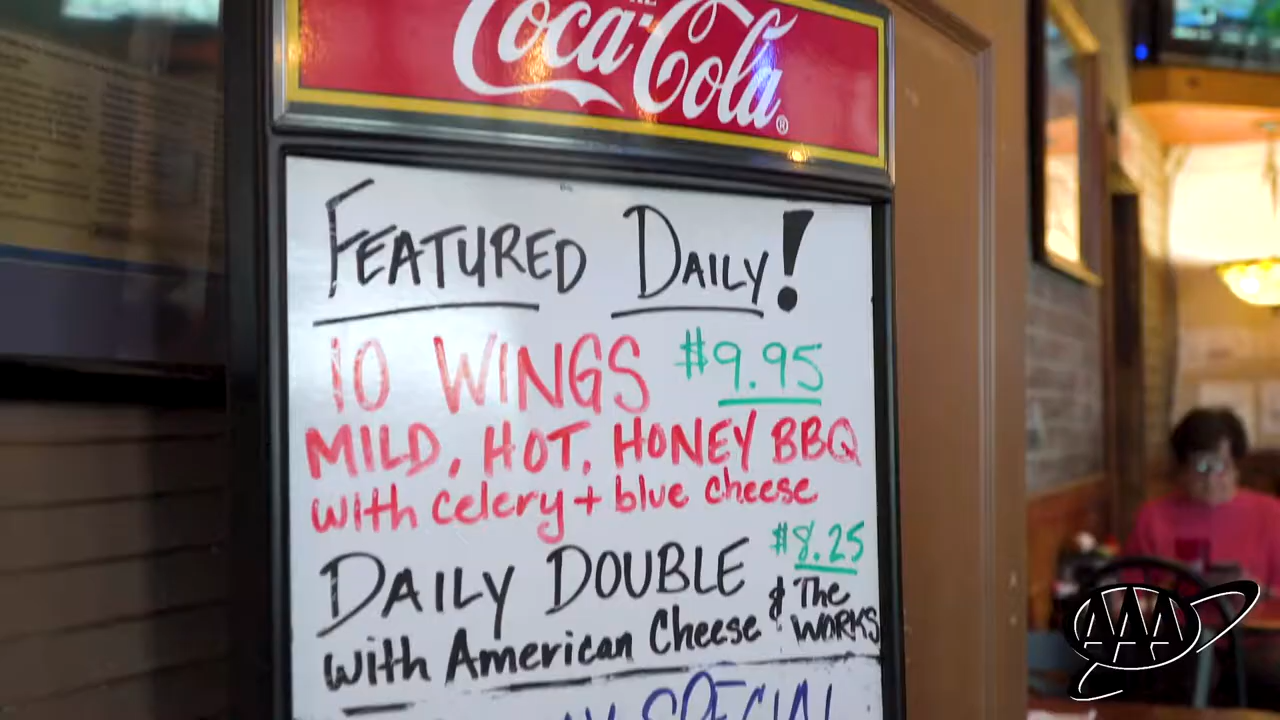 Coca-Cola®
FEATURED DAILY!
10 WINGS $9.95
MILD, HOT, HONEY BBQ
with celery + blue cheese
DAILY DOUBLE $8.25
with American Cheese & The WORKS
SPECIAL
AAA